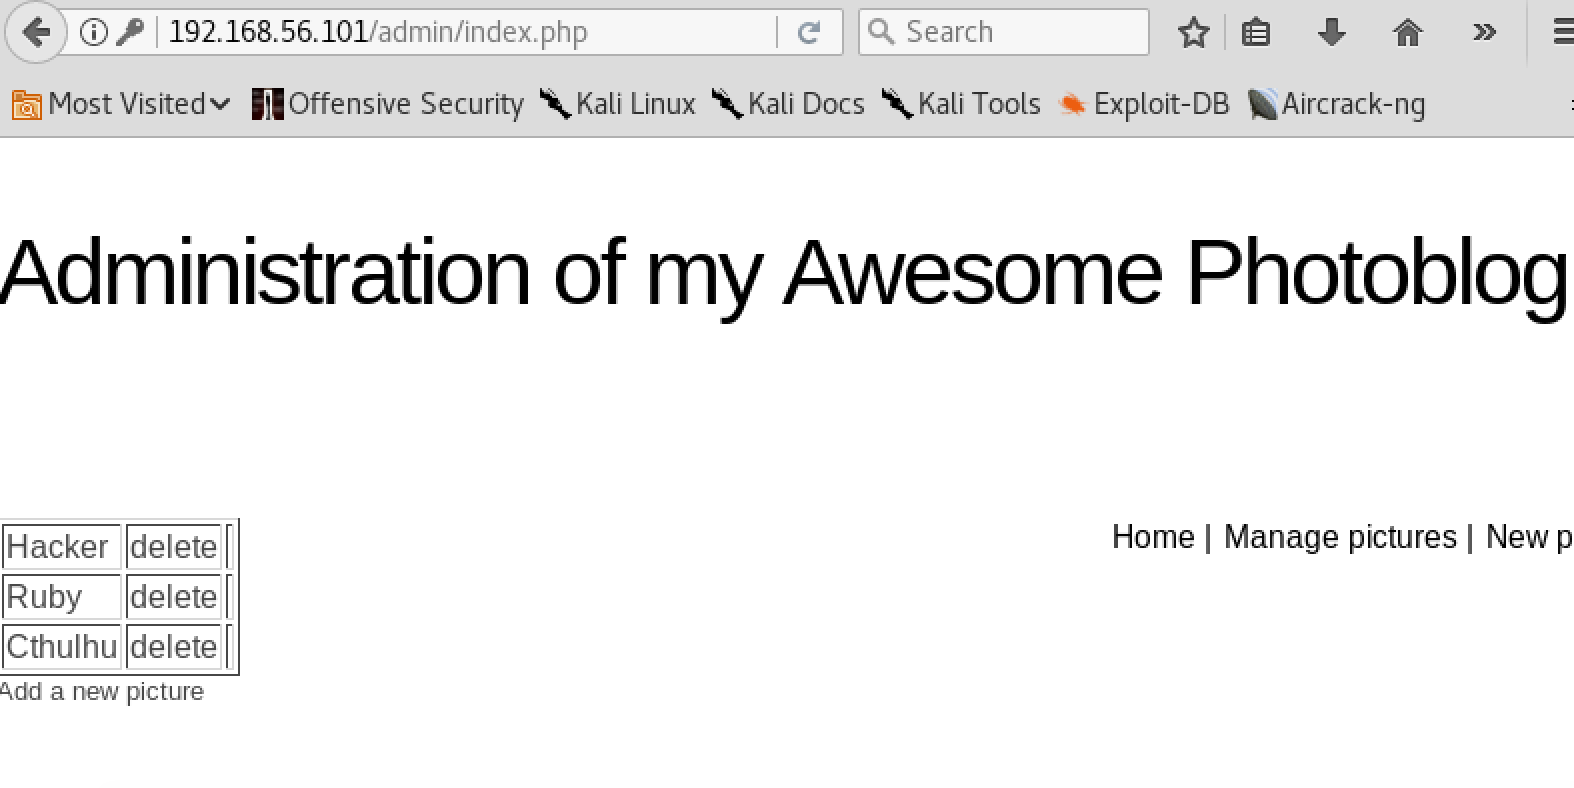 192.168.56.101/admin/index.php Search
Most Visited Offensive Security Kali Linux Kali Docs Kali Tools Exploit-DB Aircrack-ng
Administration of my Awesome Photoblog
Hacker delete
Home | Manage pictures | New p
Ruby delete
Cthulhu delete
Add a new picture